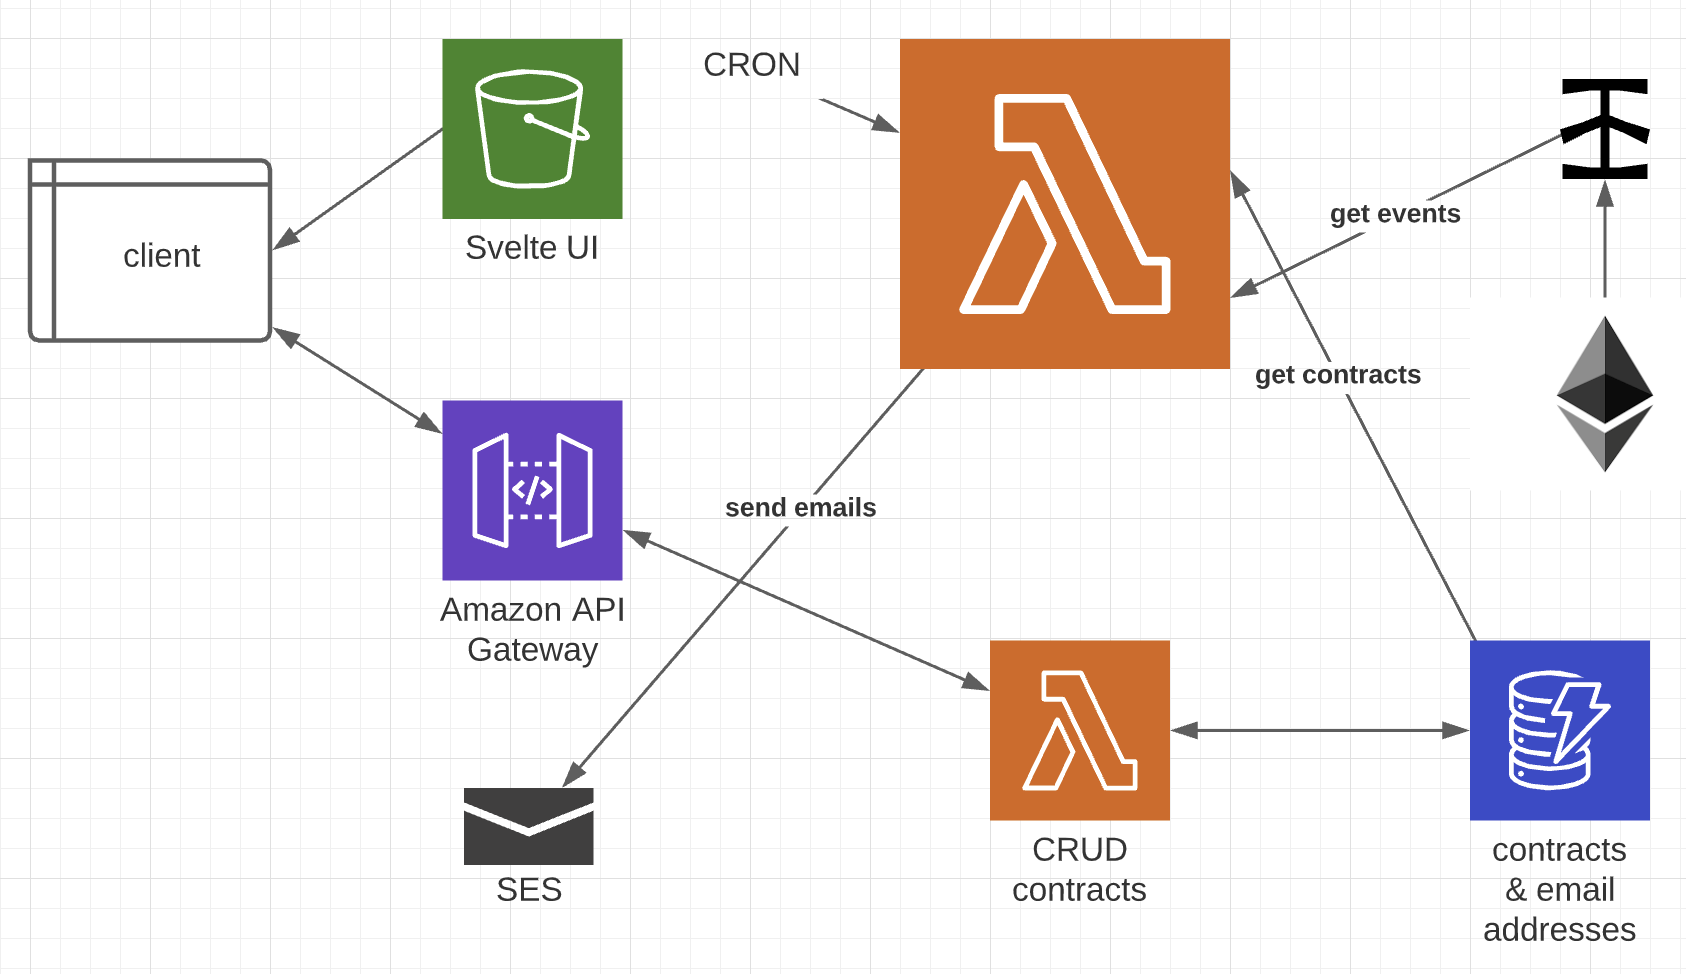 CRON
Svelte UI
client
get events
get contracts
send emails
</>
Amazon API
Gateway
CRUD
contracts
SES
contracts
& email
addresses